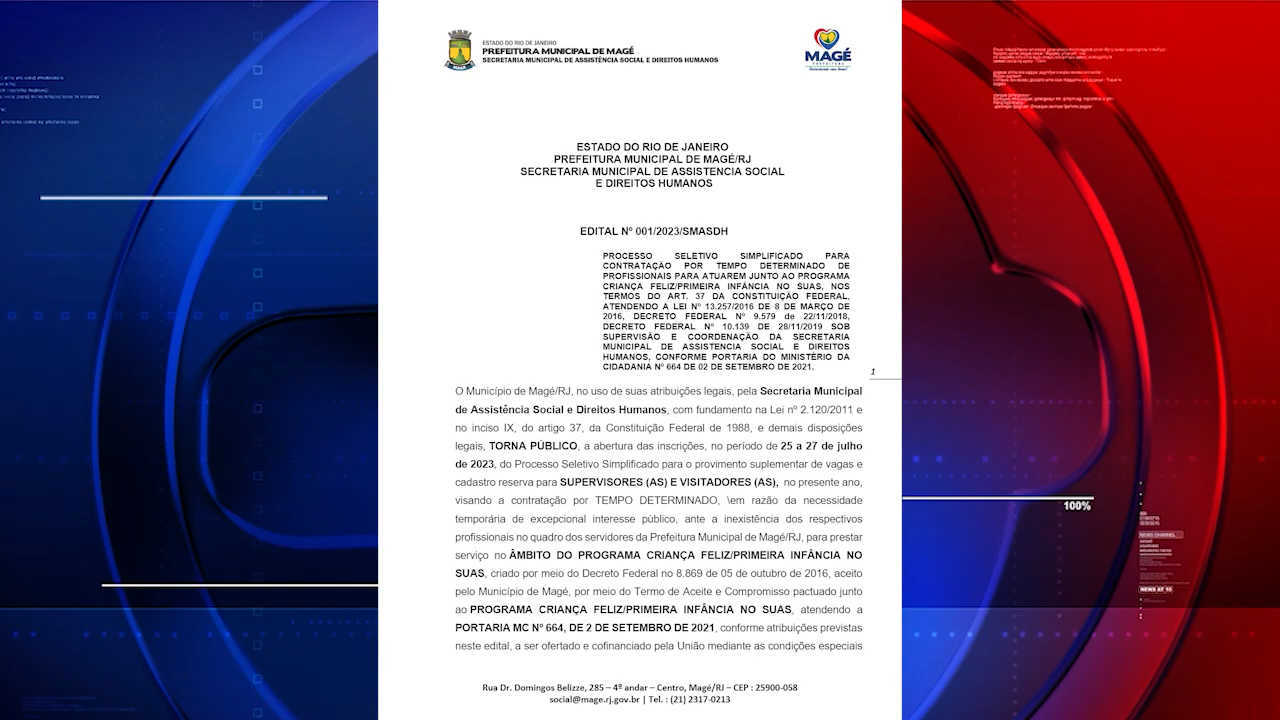 ESTADO DO RIO DE JANEIRO
PREFEITURA MUNICIPAL DE MAGÉ
SECRETARIA MUNICIPAL DE ASSISTÊNCIA SOCIAL E DIREITOS HUMANOS
MAGÉ
PREFEITURA
ESTADO DO RIO DE JANEIRO
PREFEITURA MUNICIPAL DE MAGÉ/RJ
SECRETARIA MUNICIPAL DE ASSISTENCIA SOCIAL
E DIREITOS HUMANOS
EDITAL Nº 001/2023/SMASDH
PROCESSO SELETIVO SIMPLIFICADO PARA
CONTRATAÇÃO POR TEMPO DETERMINADO DE
PROFISSIONAIS PARA ATUAREM JUNTO AO PROGRAMA
CRIANÇA FELIZ/PRIMEIRA INFÂNCIA NO SUAS, NOS
TERMOS DO ART. 37 DA CONSTITUIÇÃO FEDERAL,
ATENDENDO A LEI Nº 13.257/2016 DE 8 DE MARÇO DE
2016, DECRETO FEDERAL Nº 9.579 de 22/11/2018,
DECRETO FEDERAL Nº 10.139 DE 28/11/2019 SOB
SUPERVISÃO E COORDENAÇÃO DA SECRETARIA
MUNICIPAL DE ASSISTENCIA SOCIAL E DIREITOS
HUMANOS, CONFORME PORTARIA DO MINISTÉRIO DA
CIDADANIA Nº 664 DE 02 DE SETEMBRO DE 2021.
1
O Município de Magé/RJ, no uso de suas atribuições legais, pela Secretaria Municipal
de Assistência Social e Direitos Humanos, com fundamento na Lei nº 2.120/2011 e
no inciso IX, do artigo 37, da Constituição Federal de 1988, e demais disposições
legais, TORNA PÚBLICO, a abertura das inscrições, no período de 25 a 27 de julho
de 2023, do Processo Seletivo Simplificado para o provimento suplementar de vagas e
cadastro reserva para SUPERVISORES (AS) E VISITADORES (AS), no presente ano,
visando a contratação por TEMPO DETERMINADO, \em razão da necessidade
temporária de excepcional interesse público, ante a inexistência dos respectivos
profissionais no quadro dos servidores da Prefeitura Municipal de Magé/RJ, para prestar
serviço no ÂMBITO DO PROGRAMA CRIANÇA FELIZ/PRIMEIRA INFÂNCIA NO
SUAS, criado por meio do Decreto Federal no 8.869 de 05 de outubro de 2016, aceito
pelo Município de Magé, por meio do Termo de Aceite e Compromisso pactuado junto
ao PROGRAMA CRIANÇA FELIZ/PRIMEIRA INFÂNCIA NO SUAS, atendendo a
PORTARIA MC Nº 664, DE 2 DE SETEMBRO DE 2021, conforme atribuições previstas
neste edital, a ser ofertado e cofinanciado pela União mediante as condições especiais
Rua Dr. Domingos Belizze, 285 – 4º andar – Centro, Magé/RJ – CEP : 25900-058
social@mage.rj.gov.br | Tel. : (21) 2317-0213
100%
NEWS CHANNEL
NEWS AT 10